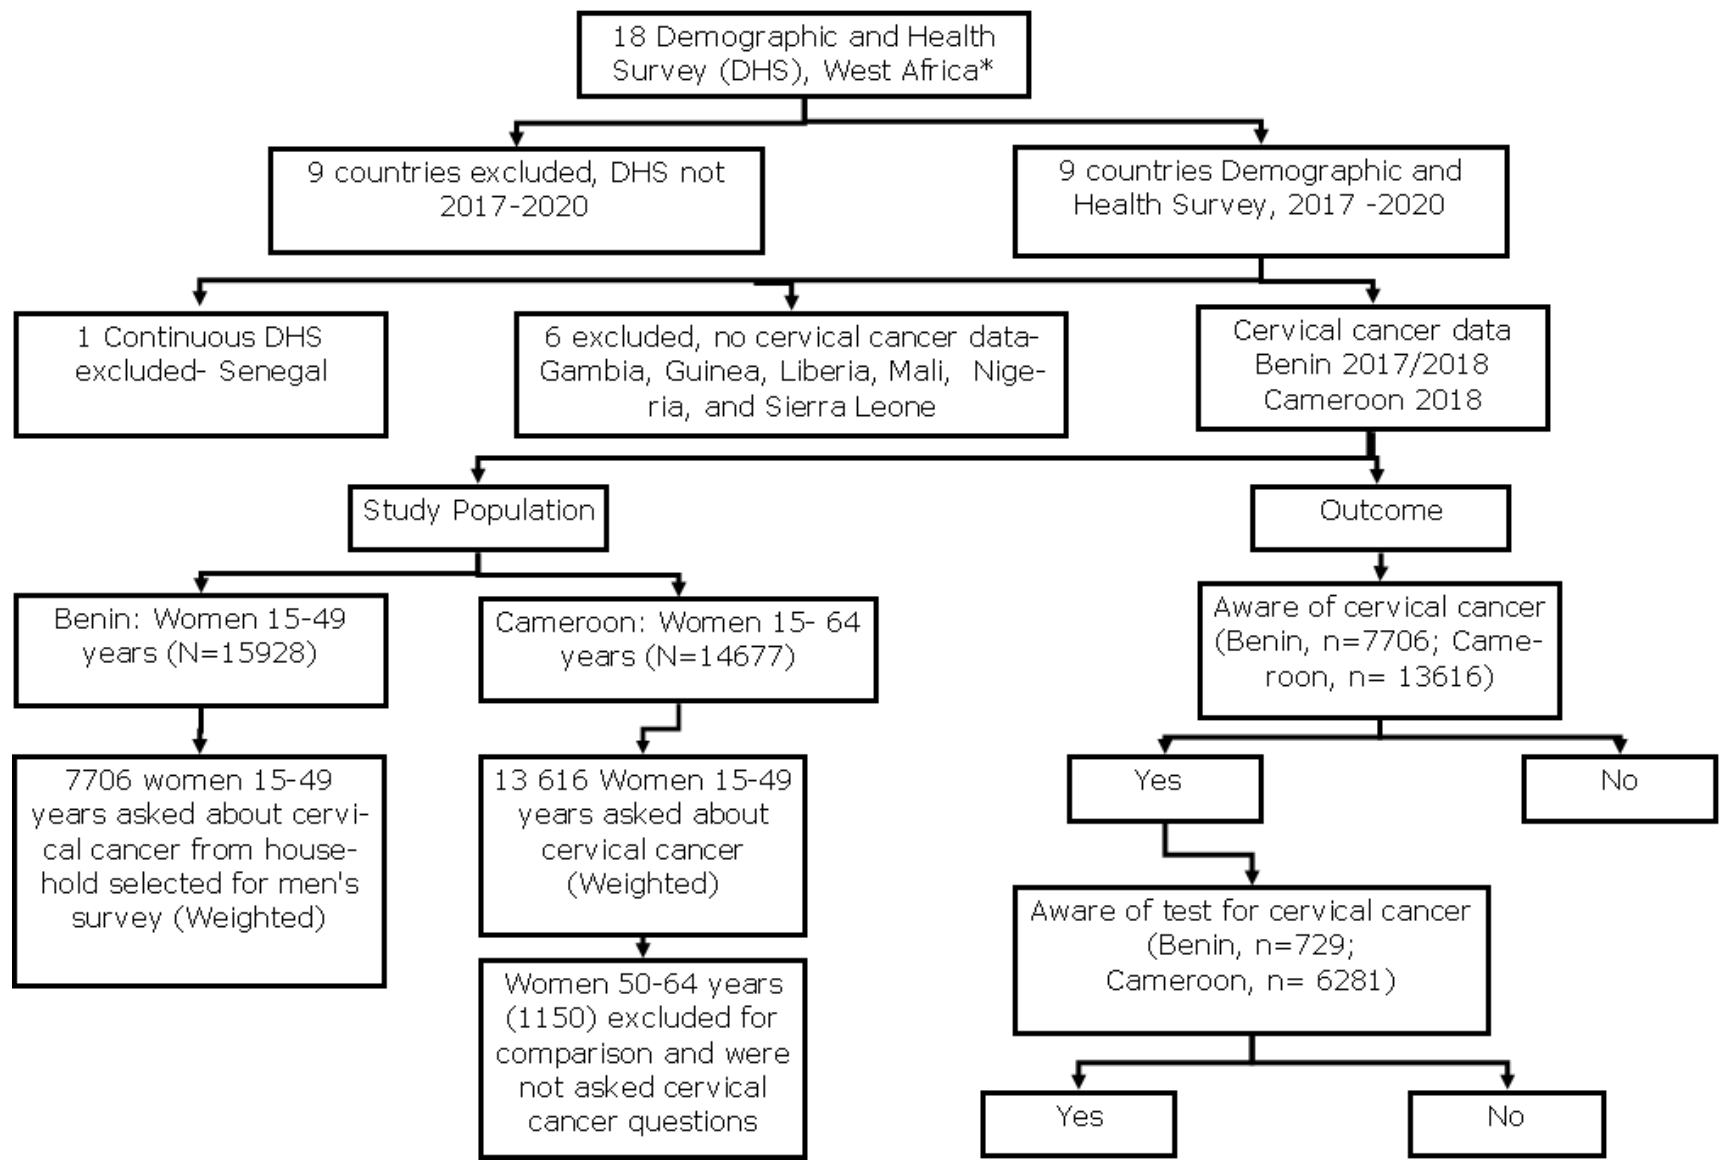 18 Demographic and Health
Survey (DHS), West Africa*
9 countries excluded, DHS not
2017-2020
9 countries Demographic and
Health Survey, 2017 -2020
1 Continuous DHS
excluded- Senegal
6 excluded, no cervical cancer data-
Gambia, Guinea, Liberia, Mali, Nige-
ria, and Sierra Leone
Cervical cancer data
Benin 2017/2018
Cameroon 2018
Study Population
Outcome
Benin: Women 15-49
years (N=15928)
Cameroon: Women 15- 64
years (N=14677)
Aware of cervical cancer
(Benin, n=7706; Came-
roon, n= 13616)
7706 women 15-49
years asked about cervi-
cal cancer from house-
hold selected for men's
survey (Weighted)
13 616 Women 15-49
years asked about
cervical cancer
(Weighted)
Yes
No
Women 50-64 years
(1150) excluded for
comparison and were
not asked cervical
cancer questions
Aware of test for cervical cancer
(Benin, n=729;
Cameroon, n= 6281)
Yes
No